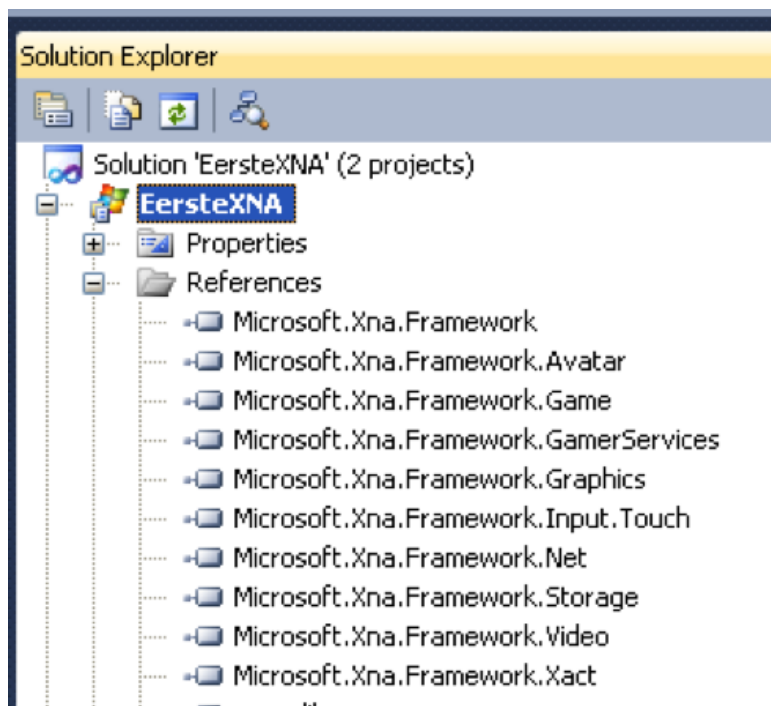 Solution Explorer
Solution 'EersteXNA' (2 projects)
EersteXNA
Properties
References
Microsoft.Xna.Framework
Microsoft.Xna.Framework.Avatar
Microsoft.Xna.Framework.Game
Microsoft.Xna.Framework.GamerServices
Microsoft.Xna.Framework.Graphics
Microsoft.Xna.Framework.Input.Touch
Microsoft.Xna.Framework.Net
Microsoft.Xna.Framework.Storage
Microsoft.Xna.Framework.Video
Microsoft.Xna.Framework.Xact